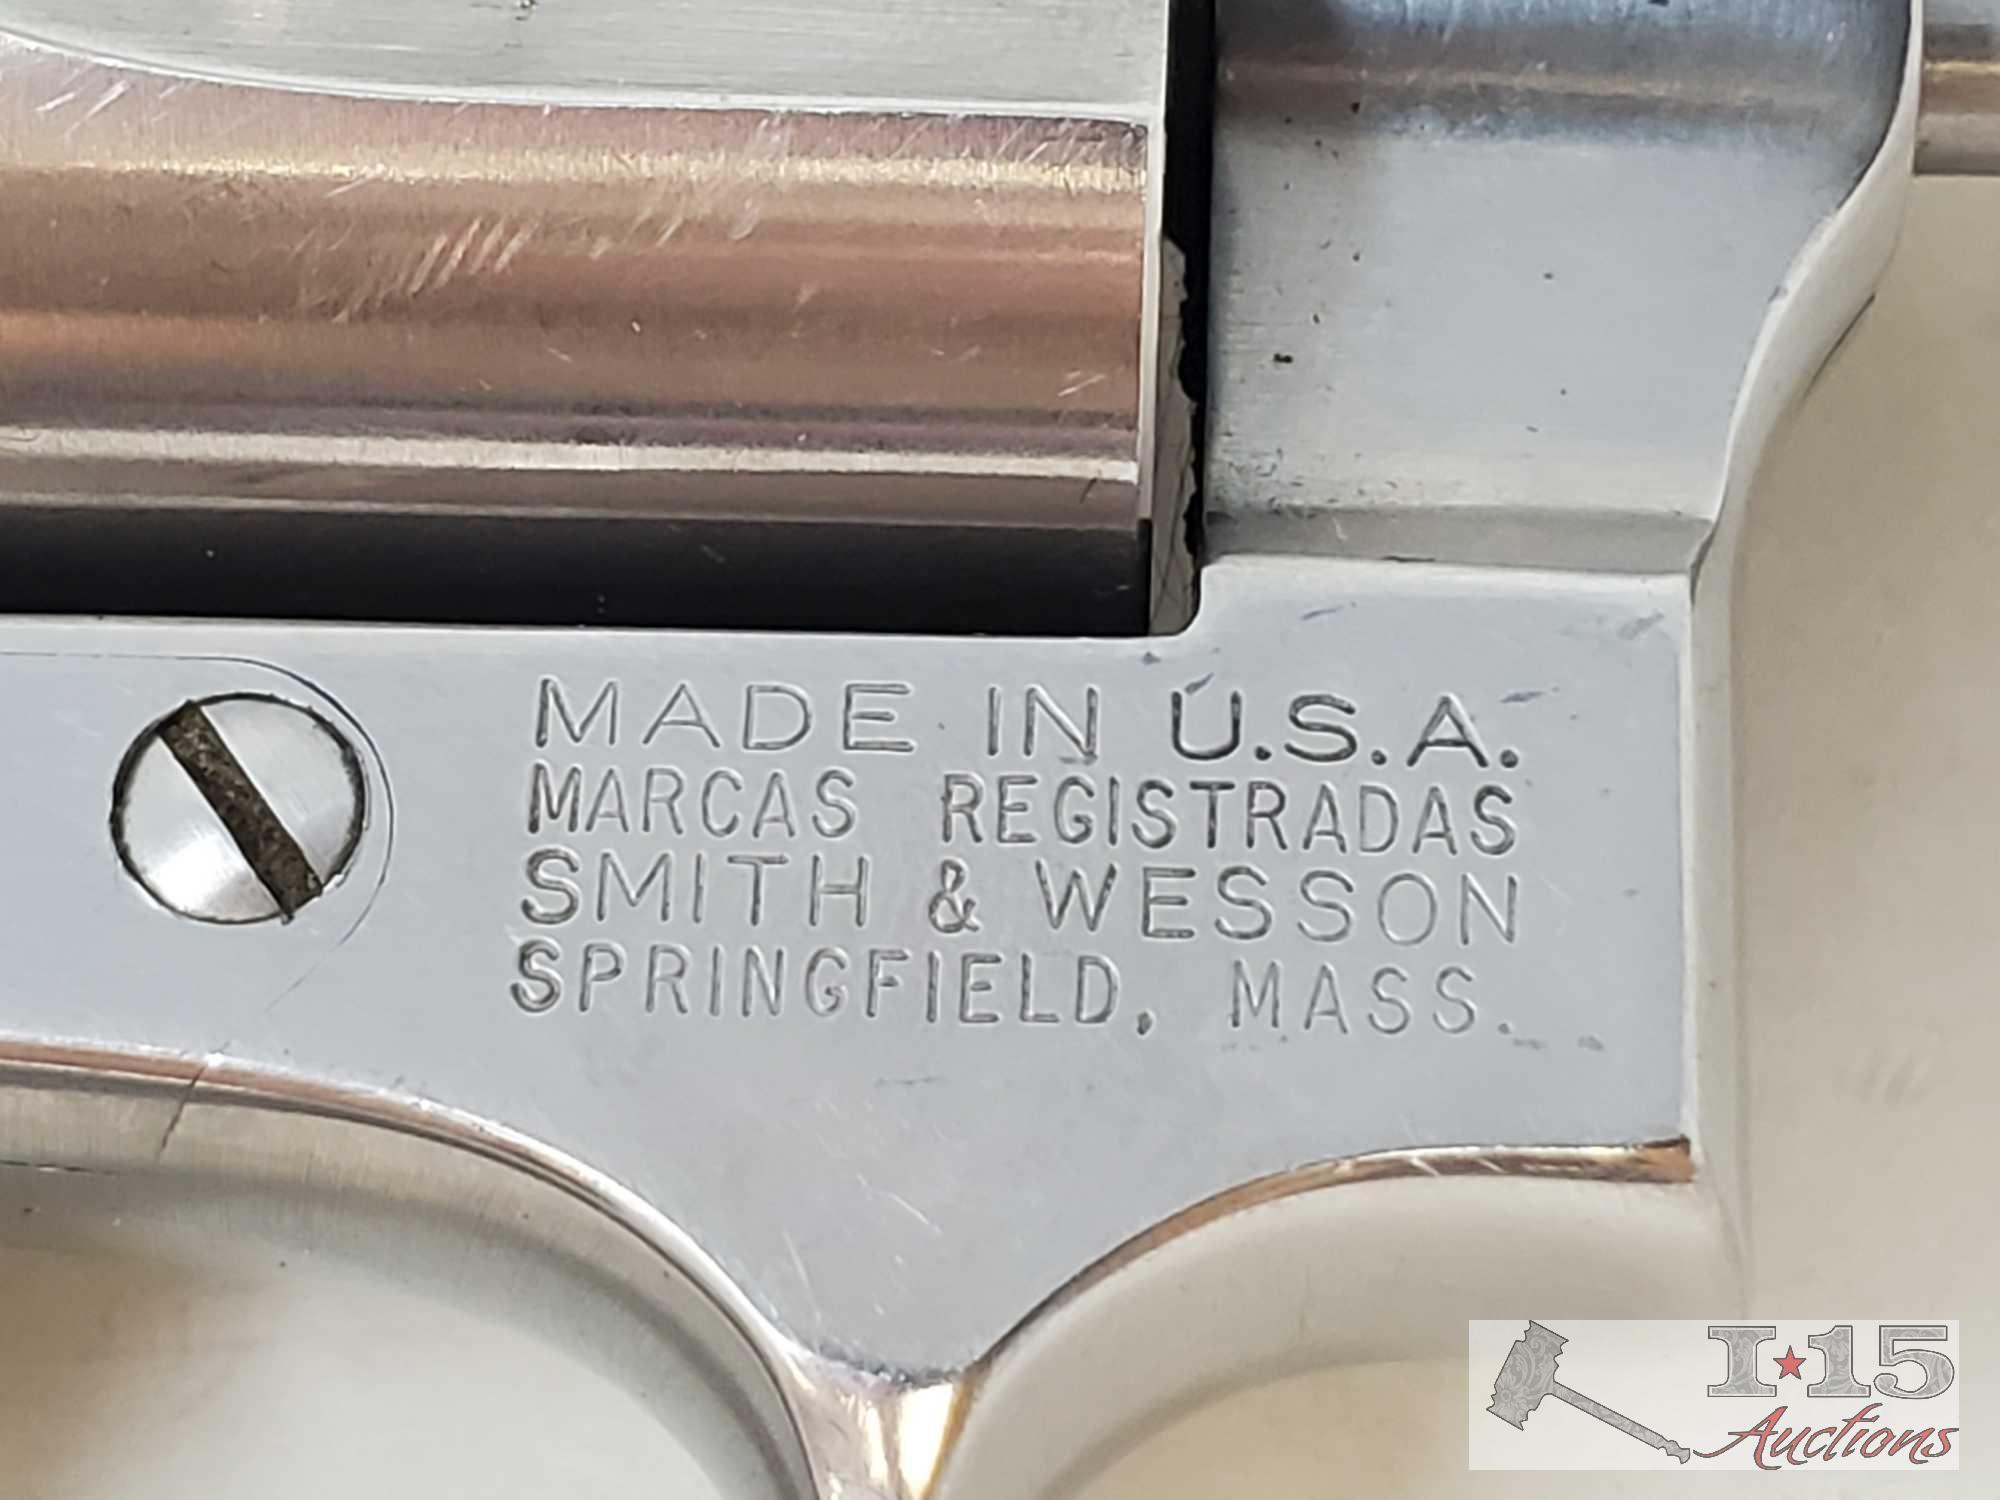 MADE IN U.S.A.
MARCAS REGISTRADAS
SMITH & WESSON
SPRINGFIELD, MASS.
I★15
Auctions